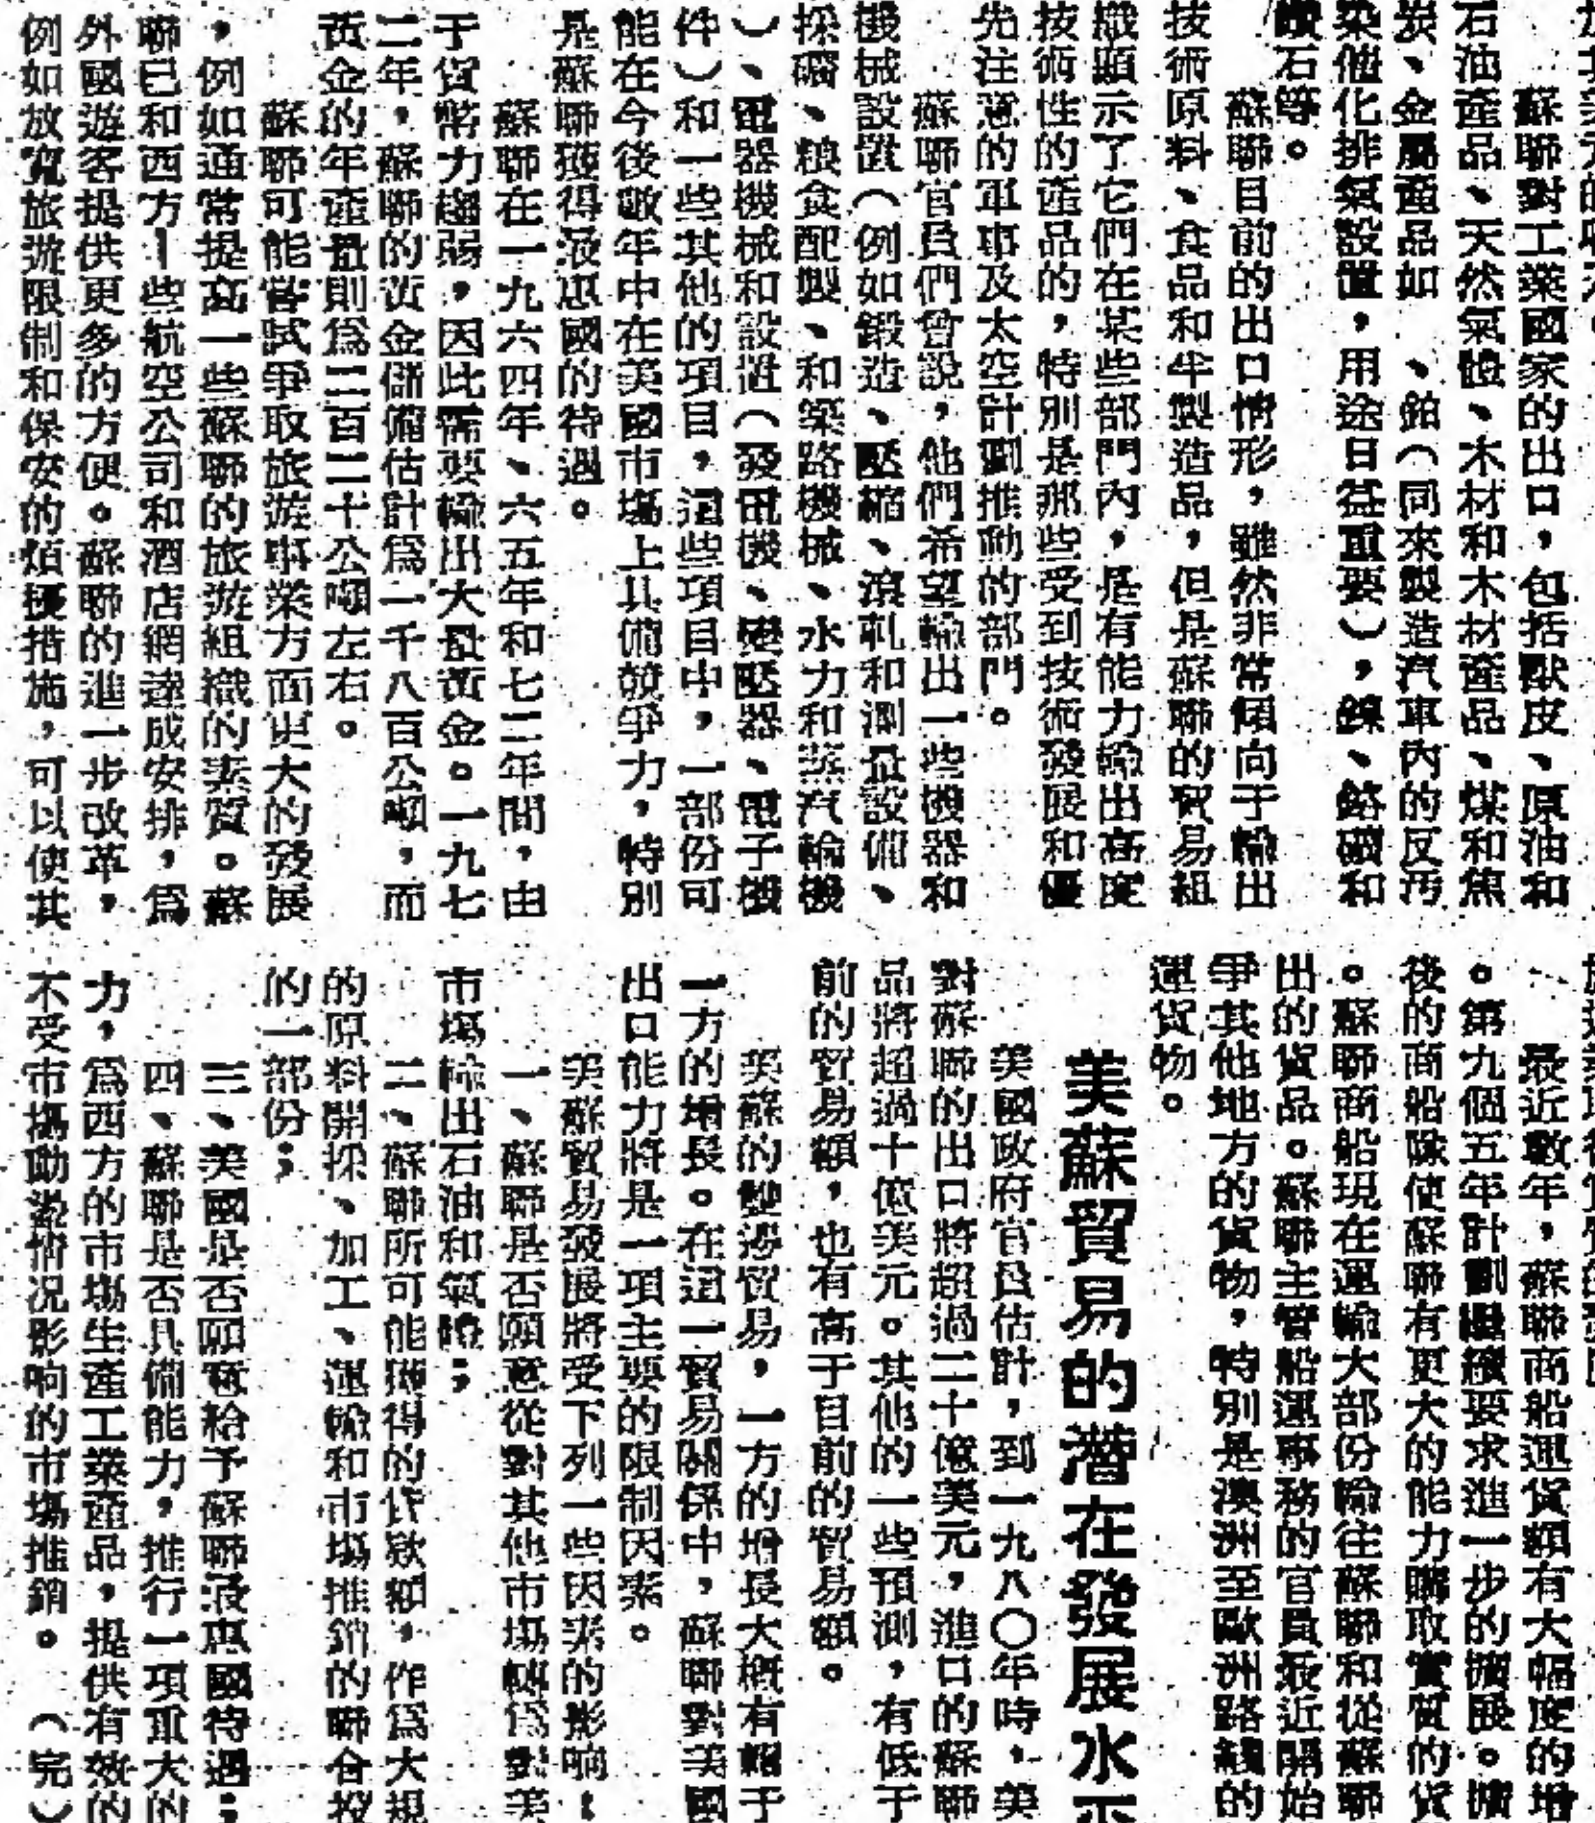 蘇聯對工業國家的出口，包括獸皮、原油和
石油產品、天然氣體、木材和木材產品、煤和焦
炭、金屬產品如、鉑（同來製造汽車內的反污
染他化排氣設置，用途日益重要），鎳、鉻礦和
鑽石等。
蘇聯目前的出口情形，雖然非常傾向于輸出
技術原料、食品和半製造品，但是蘇聯的貿易組
織顯示了它們在某些部門內，是有能力輸出高度
技術性的產品的，特別是那些受到技術發展和優
先注意的軍事及太空計劃推動的部門。
蘇聯官員們曾說，他們希望輸出一些機器和
機械設置（例如鍛造、壓縮、滾軋和測量設備、
採礦、糧食配製、和築路機械、水力和蒸汽輪機
）、電器機械和設置（發電機、變壓器、電子機
件）和一些其他的項目，這些項目中，一部份可
能在今後數年中在美國市場上具備競爭力，特別
是蘇聯獲得最惠國的待遇。
蘇聯在一九六四年、六五年和七二年間，由
于貨幣力趨弱，因此需要輸出大量黃金。一九七
二年，蘇聯的黃金儲備估計爲一千八百公噸，而
黃金的年產量則爲二百二十公噸左右。
蘇聯可能嘗試爭取旅遊事業方面更大的發展
，例如通常提高一些蘇聯的旅遊組織的素質。蘇
聯已和西方一些航空公司和酒店網達成安排，爲
外國遊客提供更多的方便。蘇聯的進一步改革，
例如放寬旅遊限制和保安的煩擾措施，可以使其
最近數年，蘇聯商船運貨額有大幅度的增
。第九個五年計劃繼續要求進一步的擴展。擴
後的商船隊使蘇聯有更大的能力賺取實質的貨
。蘇聯商船現在運輸大部份輸往蘇聯和從蘇聯
出的貨品。蘇聯主管船運事務的官員最近開始
爭其他地方的貨物，特別是澳洲至歐洲路線的
運貨物。
美蘇貿易的潛在發展水平
美國政府官員估計，到一九八〇年時，美
對蘇聯的出口將超過二十億美元，進口的蘇聯
品將超過十億美元。其他的一些預測，有低于
前的貿易額，也有高于目前的貿易額。
美蘇的雙邊貿易，一方的增長大概有賴于
一方的增長。在這一貿易關係中，蘇聯對美國
出口能力將是一項主要的限制因素。
美蘇貿易發展將受下列一些因素的影响：
一、蘇聯是否願意從對其他市場轉爲對美
市場輸出石油和氣體；
二、蘇聯所可能獲得的貸欵額，作爲大規
的原料開採、加工、運輸和市場推銷的聯合投
的一部份；
三、美國是否願意給予蘇聯最惠國待遇；
四、蘇聯是否具備能力，推行一項重大的
力，爲西方的市場生產工業產品，提供有效的
不受市場動盪情况影响的市場推銷。（完）